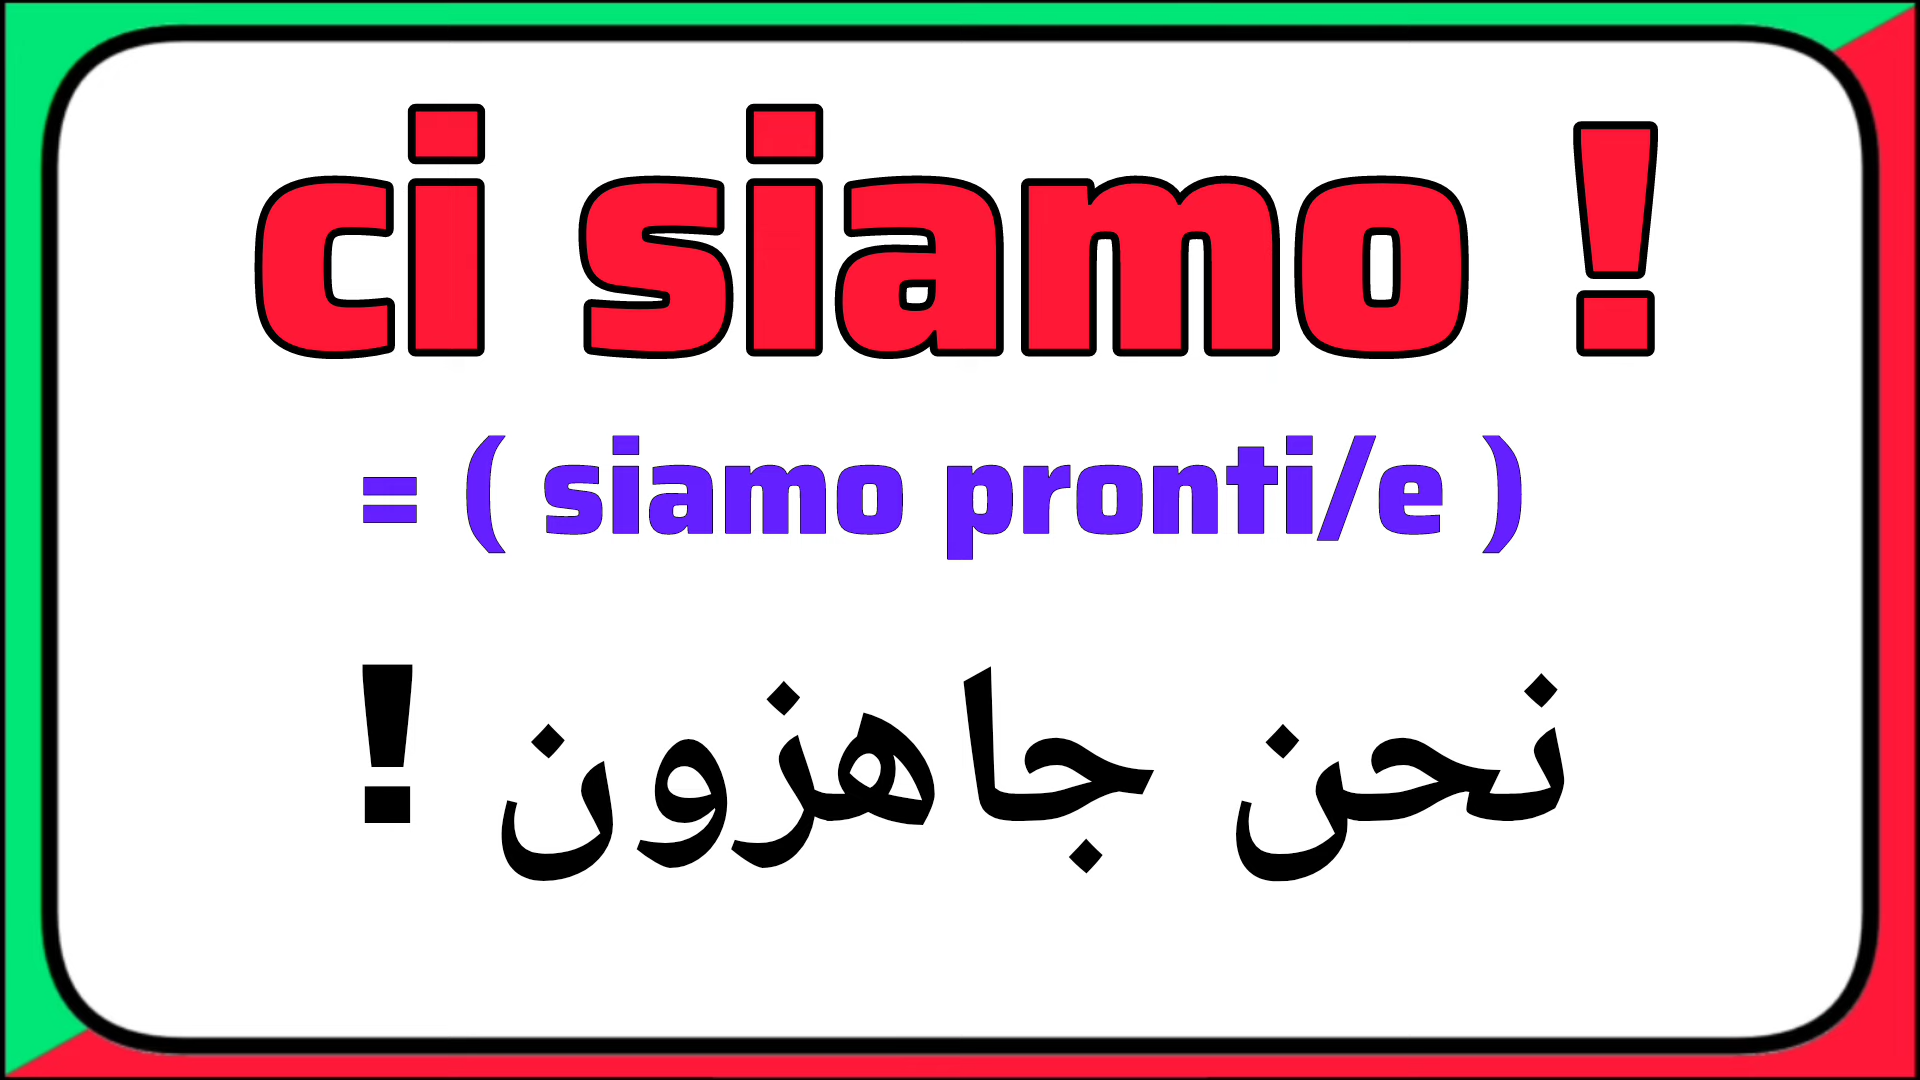 ci siamo !
= ( siamo pronti/e )
نحن جاهزون !